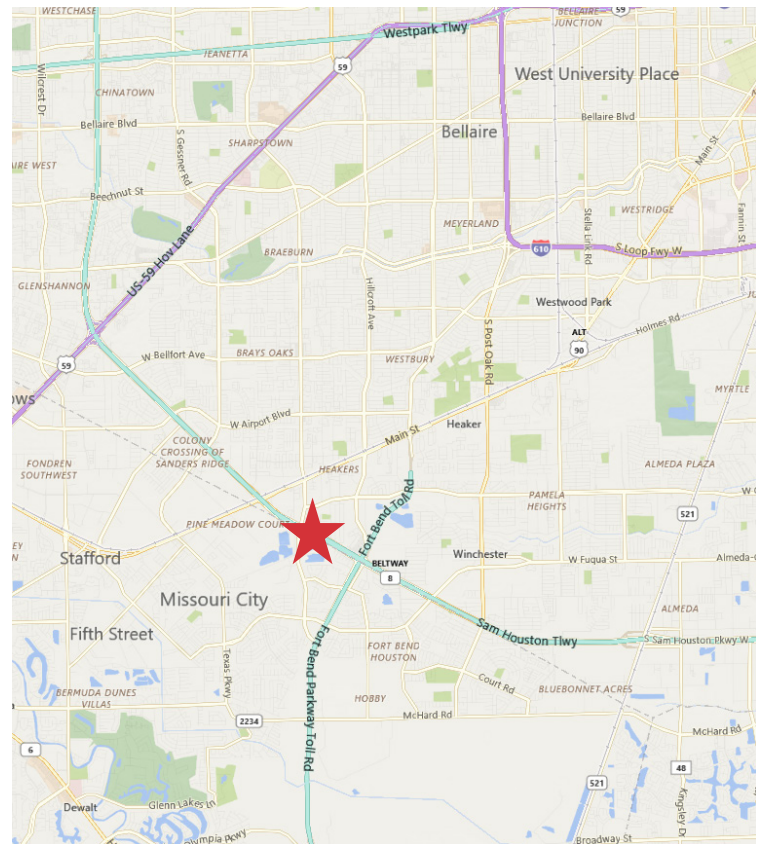 WESTCHASE
59
BELLAIRE
JUNCTION
Westpark Tlwy
JEANETTA
59
West University Place
Wilcrest Dr
CHINATOWN
Bellaire Blvd
Bellaire Blvd
S Gessner Rd
SHARPSTOWN
Bellaire
Main St
IRE WEST
Beechnut St
MEYERLAND
Stella Link Rd
WESTRIDGE
Fannin St
US-59 Hov Lane
BRAEBURN
610
S Loop Fwy W
GLENSHANNON
Hillcroft Ave
Westwood Park
S Post Oak Rd
ALT
90
Holmes Rd
W Bellfort Ave
BRAYS OAKS
WESTBURY
59
MYRTLE
ows
W Airport Blvd
Heaker
Main St
COLONY
CROSSING OF
SANDERS RIDGE
FONDREN
SOUTHWEST
HEAKERS
ALMEDA PLAZA
Fort Bend Toll Rd
PAMELA
HEIGHTS
W
521
PINE MEADOW COURT
EY
N
Stafford
Winchester
W Fuqua St
Almeda-
BELTWAY
8
Missouri City
ALMEDA
Fifth Street
Sam Houston Tlwy
S Sam Houston Pkwy W
Fort Bend Parkway Toll Rd
Texas Pkwy
FORT BEND
HOUSTON
Court Rd
BERMUDA DUNES
VILLAS
HOBBY
BLUEBONNET ACRES
2234
McHard Rd
McHard Rd
6
48
521
Kingsley Dr
Dewalt
Glenn Lakes Ln
Olympia Pkwy
Broadway St